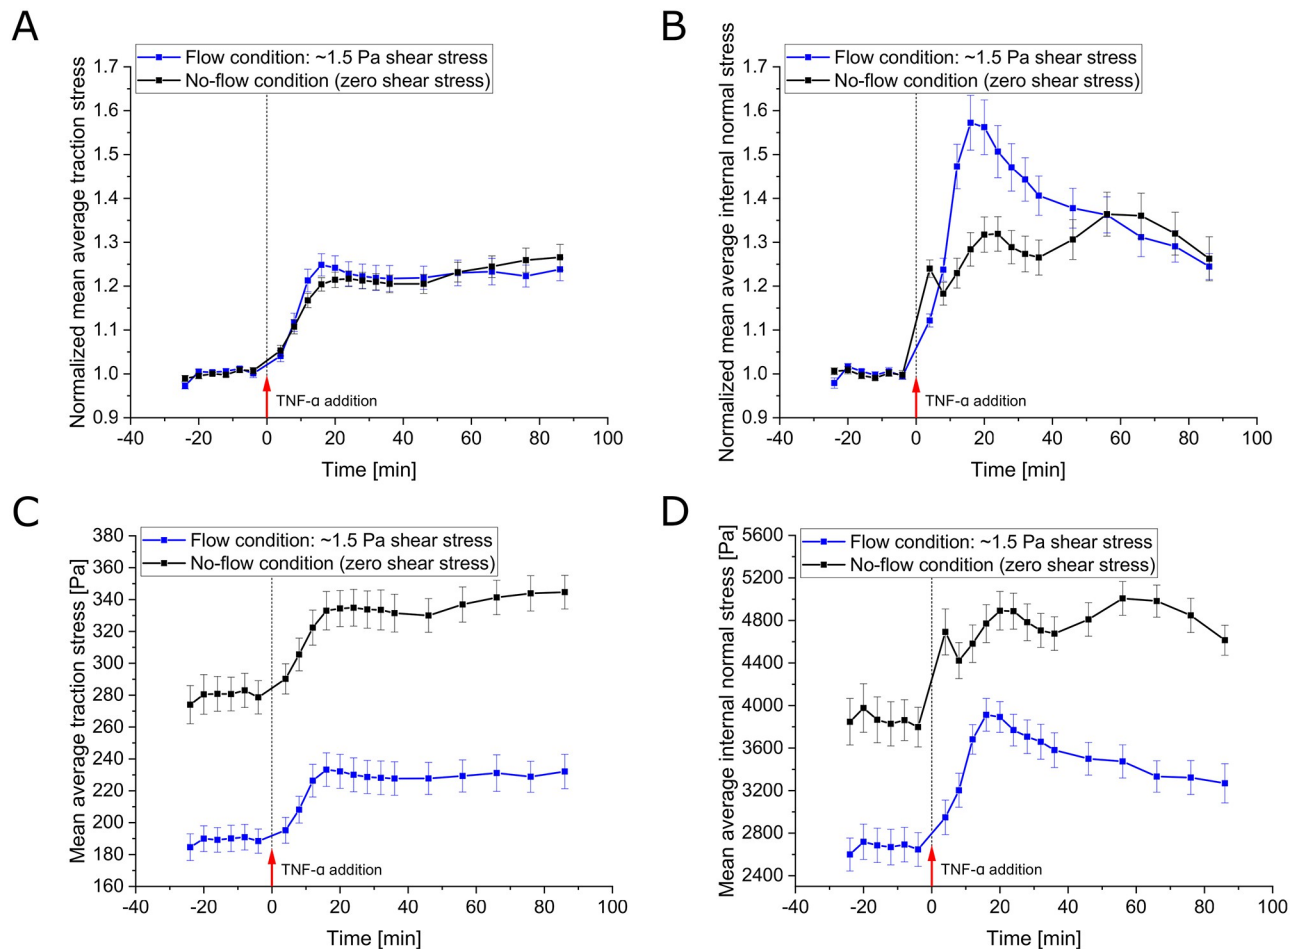 A
Flow condition: ~1.5 Pa shear stress
No-flow condition (zero shear stress)
Normalized mean average traction stress
1.7
1.6
1.5
1.4
1.3
1.2
1.1
1.0
0.9
TNF-α addition
-40 -20 0 20 40 60 80 100
Time [min]
B
Flow condition: ~1.5 Pa shear stress
No-flow condition (zero shear stress)
Normalized mean average internal normal stress
1.7
1.6
1.5
1.4
1.3
1.2
1.1
1.0
0.9
TNF-α addition
-40 -20 0 20 40 60 80 100
Time [min]
C
Flow condition: ~1.5 Pa shear stress
No-flow condition (zero shear stress)
Mean average traction stress [Pa]
380
360
340
320
300
280
260
240
220
200
180
160
TNF-α addition
-40 -20 0 20 40 60 80 100
Time [min]
D
Flow condition: ~1.5 Pa shear stress
No-flow condition (zero shear stress)
Mean average internal normal stress [Pa]
5600
5200
4800
4400
4000
3600
3200
2800
2400
TNF-α addition
-40 -20 0 20 40 60 80 100
Time [min]